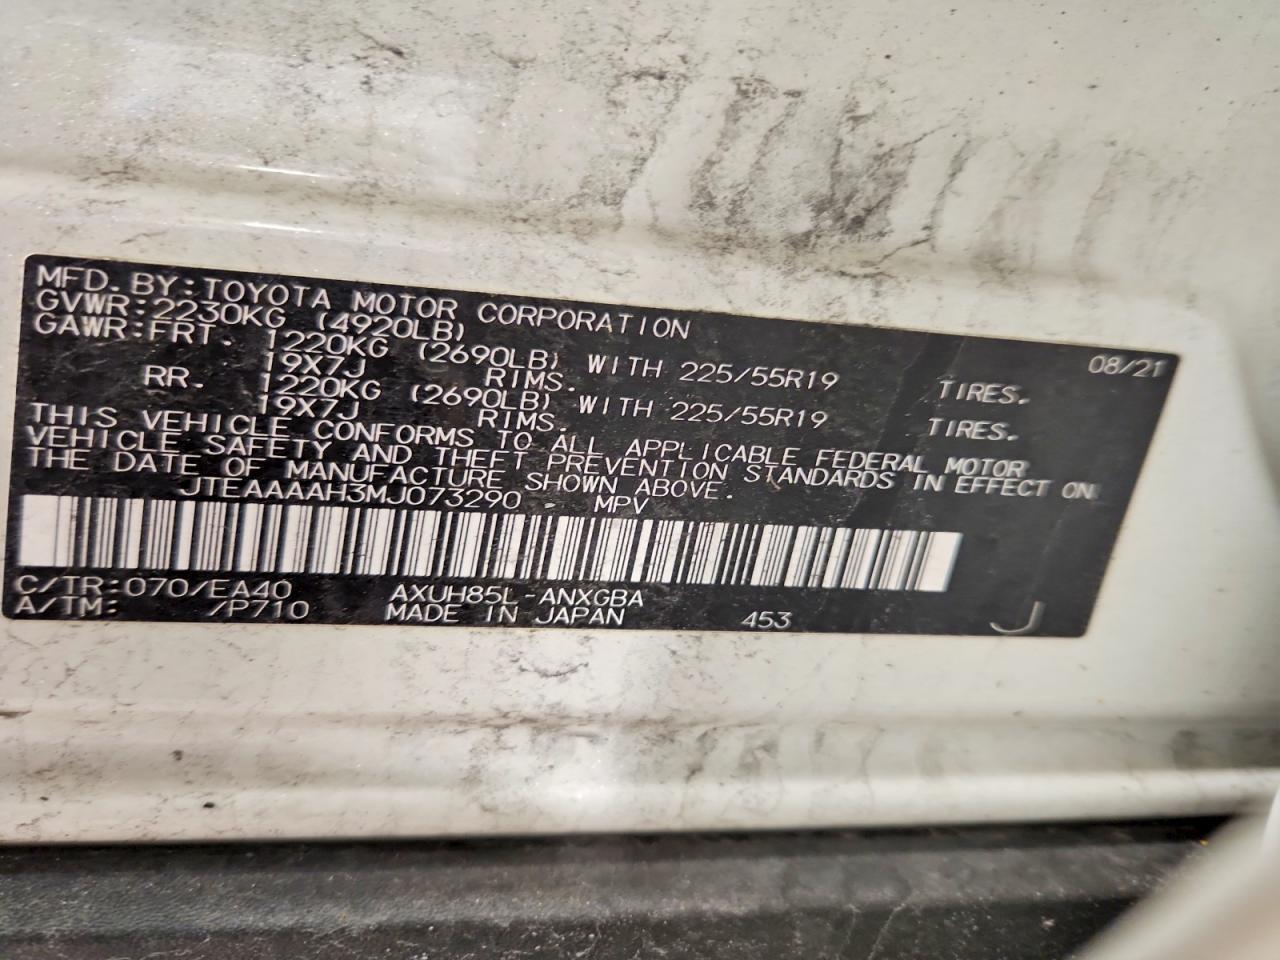 MFD. BY: TOYOTA MOTOR CORPORATION 08/21
GVWR: 2230KG (4920LB)
GAWR: FRT. 1220KG (2690LB) WITH 225/55R19 TIRES.
19X7J RIMS.
RR. 1220KG (2690LB) WITH 225/55R19 TIRES.
19X7J RIMS.
THIS VEHICLE CONFORMS TO ALL APPLICABLE FEDERAL MOTOR
VEHICLE SAFETY AND THEFT PREVENTION STANDARDS IN EFFECT ON
THE DATE OF MANUFACTURE SHOWN ABOVE.
JTEAAAAH3MJ073290 - MPV
C/TR: 070/EA40 AXUH85L-ANXGBA
A/TM: /P710 MADE IN JAPAN 453 J